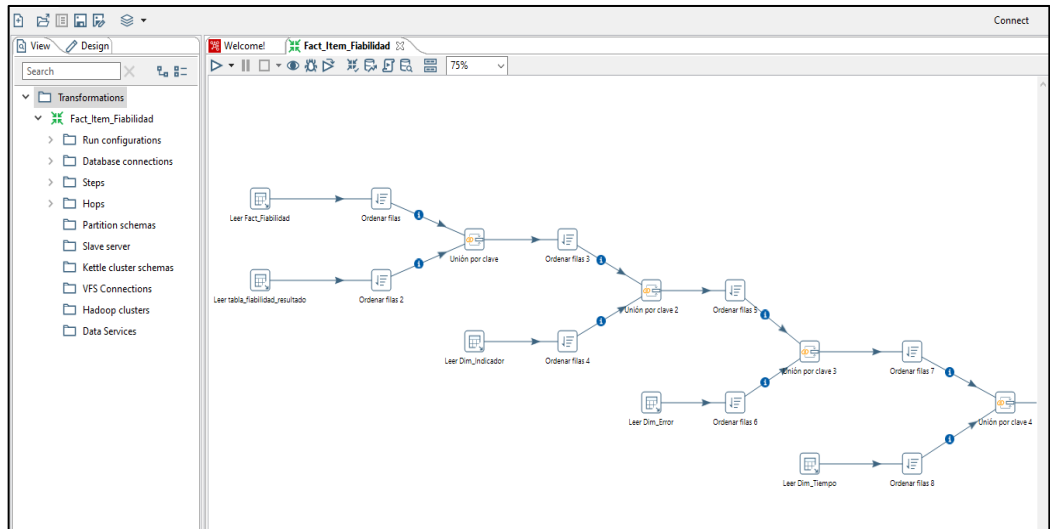 Connect
View
Design
Welcome!
Fact_Item_Fiabilidad
Search
75%
Transformations
Fact_Item_Fiabilidad
Run configurations
Database connections
Steps
Hops
Partition schemas
Slave server
Kettle cluster schemas
VFS Connections
Hadoop clusters
Data Services
Leer Fact_Fiabilidad
Ordenar filas
Unión por clave
Ordenar filas 3
Leer tabla_fiabilidad_resultado
Ordenar filas 2
Unión por clave 2
Ordenar filas 5
Leer Dim_Indicador
Ordenar filas 4
Unión por clave 3
Ordenar filas 7
Leer Dim_Error
Ordenar filas 6
Unión por clave 4
Leer Dim_Tiempo
Ordenar filas 8